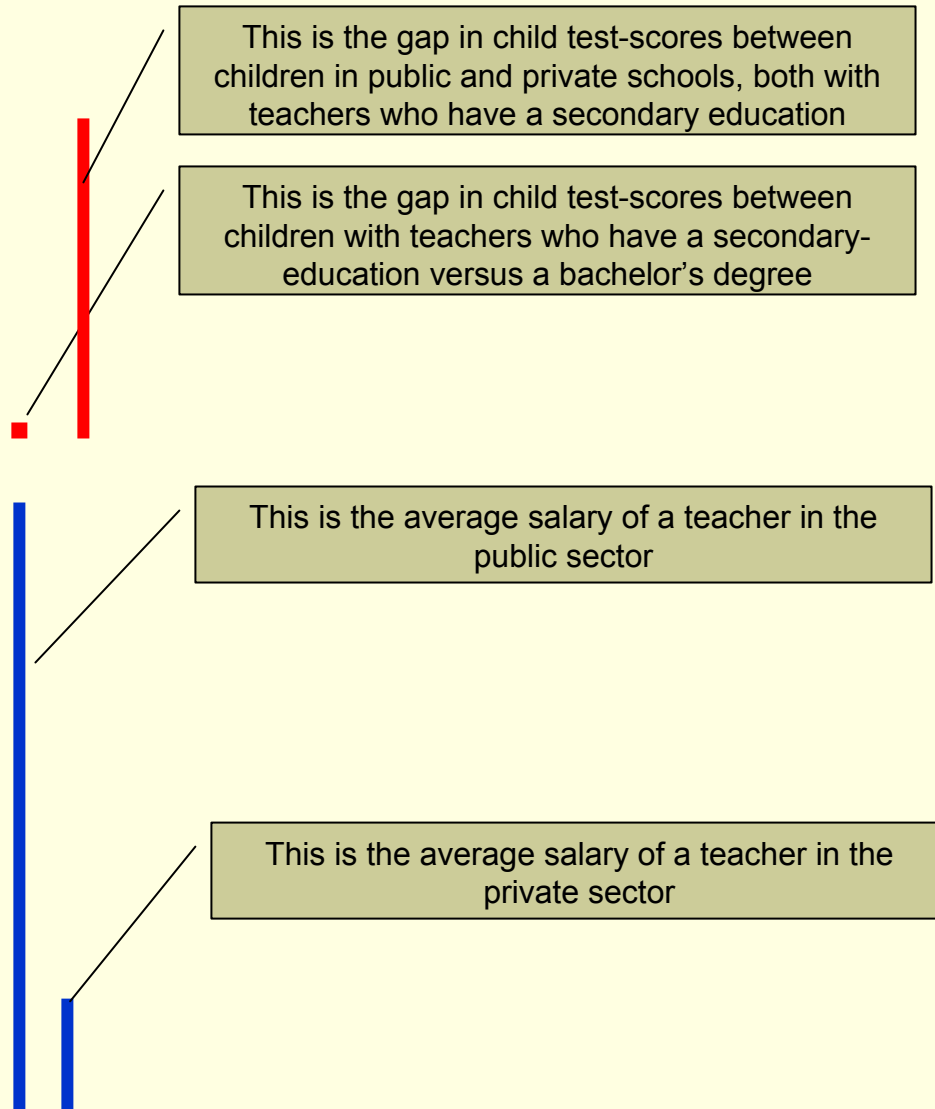 This is the gap in child test-scores between
children in public and private schools, both with
teachers who have a secondary education
This is the gap in child test-scores between
children with teachers who have a secondary-
education versus a bachelor’s degree
This is the average salary of a teacher in the
public sector
This is the average salary of a teacher in the
private sector